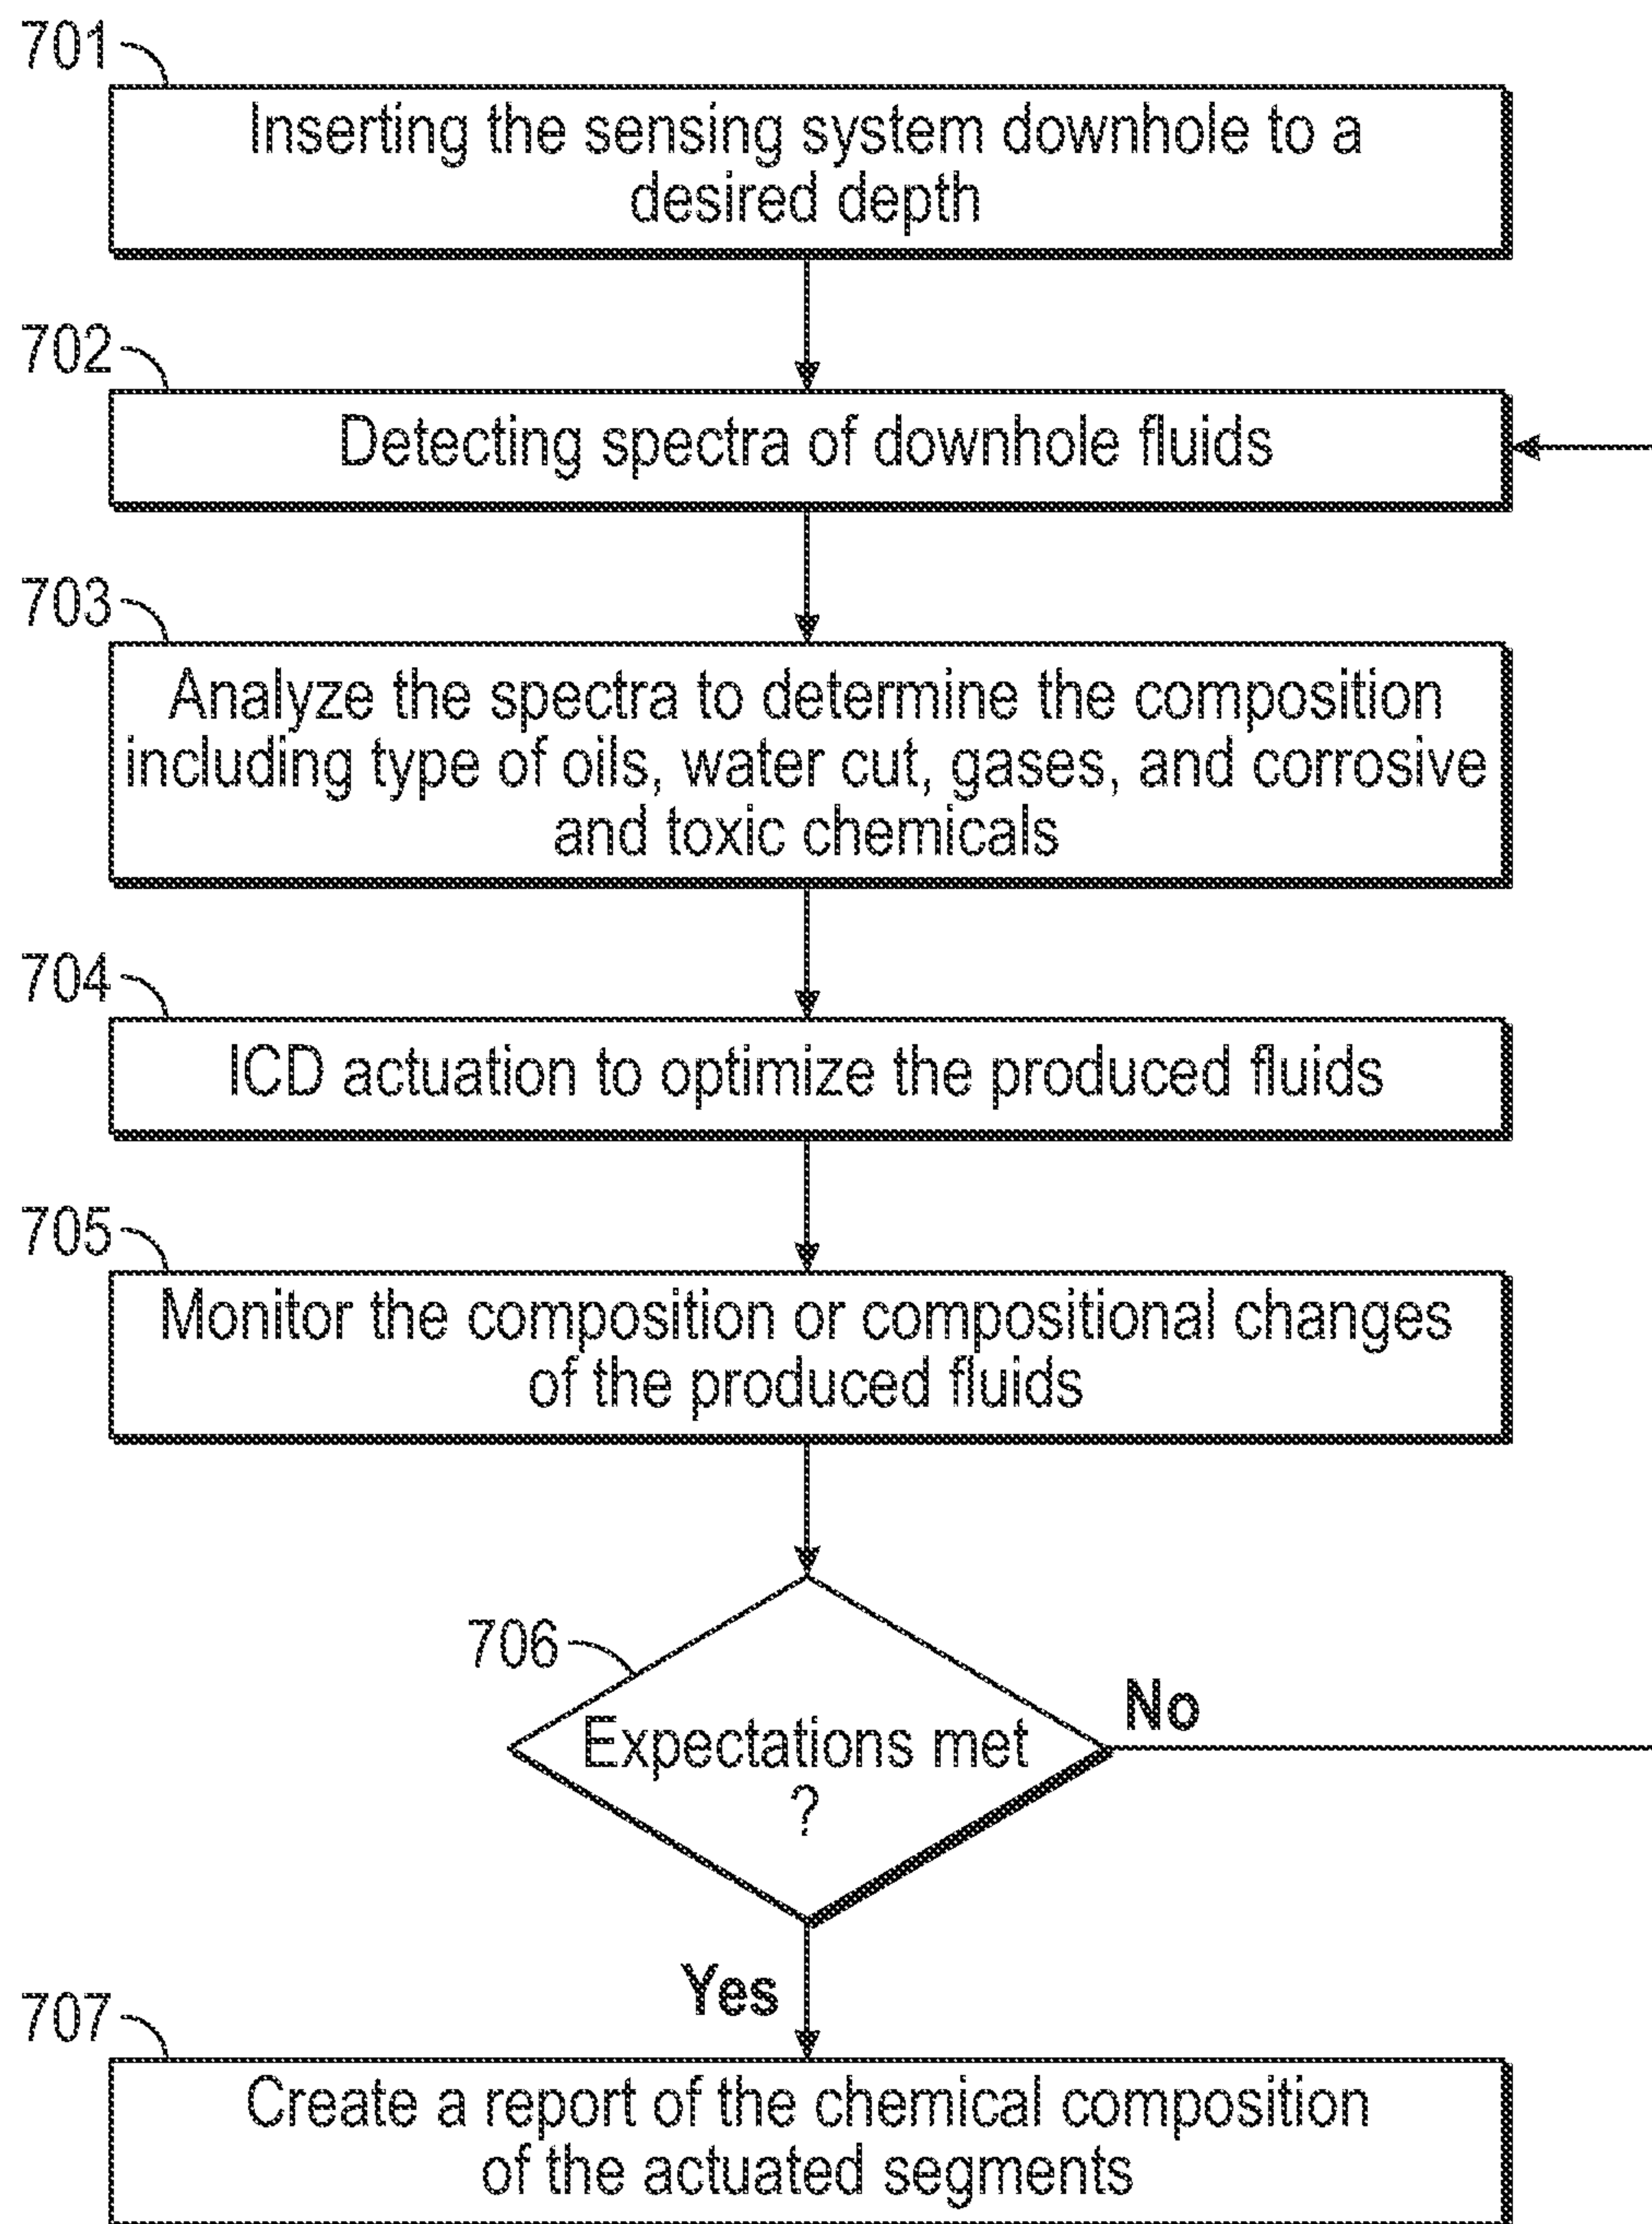 701
Inserting the sensing system downhole to a
desired depth
702
Detecting spectra of downhole fluids
703
Analyze the spectra to determine the composition
including type of oils, water cut, gases, and corrosive
and toxic chemicals
704
ICD actuation to optimize the produced fluids
705
Monitor the composition or compositional changes
of the produced fluids
706
Expectations met
?
No
Yes
707
Create a report of the chemical composition
of the actuated segments